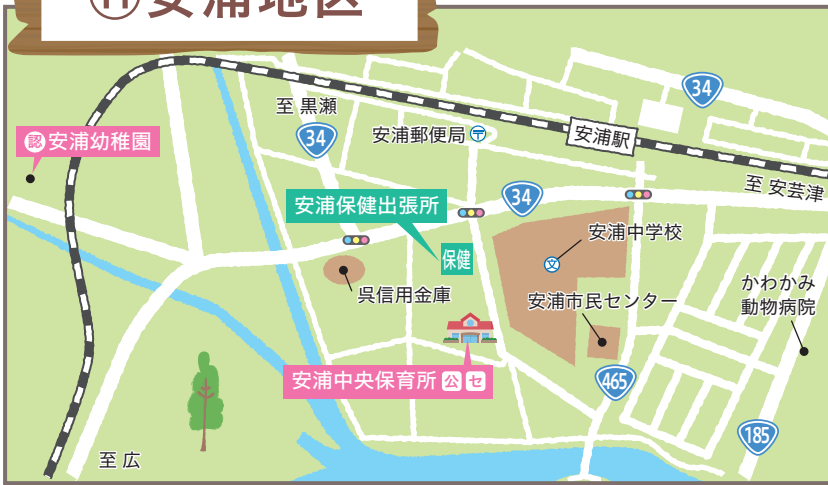 ⑪安浦地区
34
至 黒瀬
34
安浦郵便局 〒
安浦駅
認 安浦幼稚園
至 安芸津
安浦保健出張所
34
保健
文
安浦中学校
呉信用金庫
安浦市民センター
かわかみ
動物病院
安浦中央保育所 公 セ
465
185
至 広